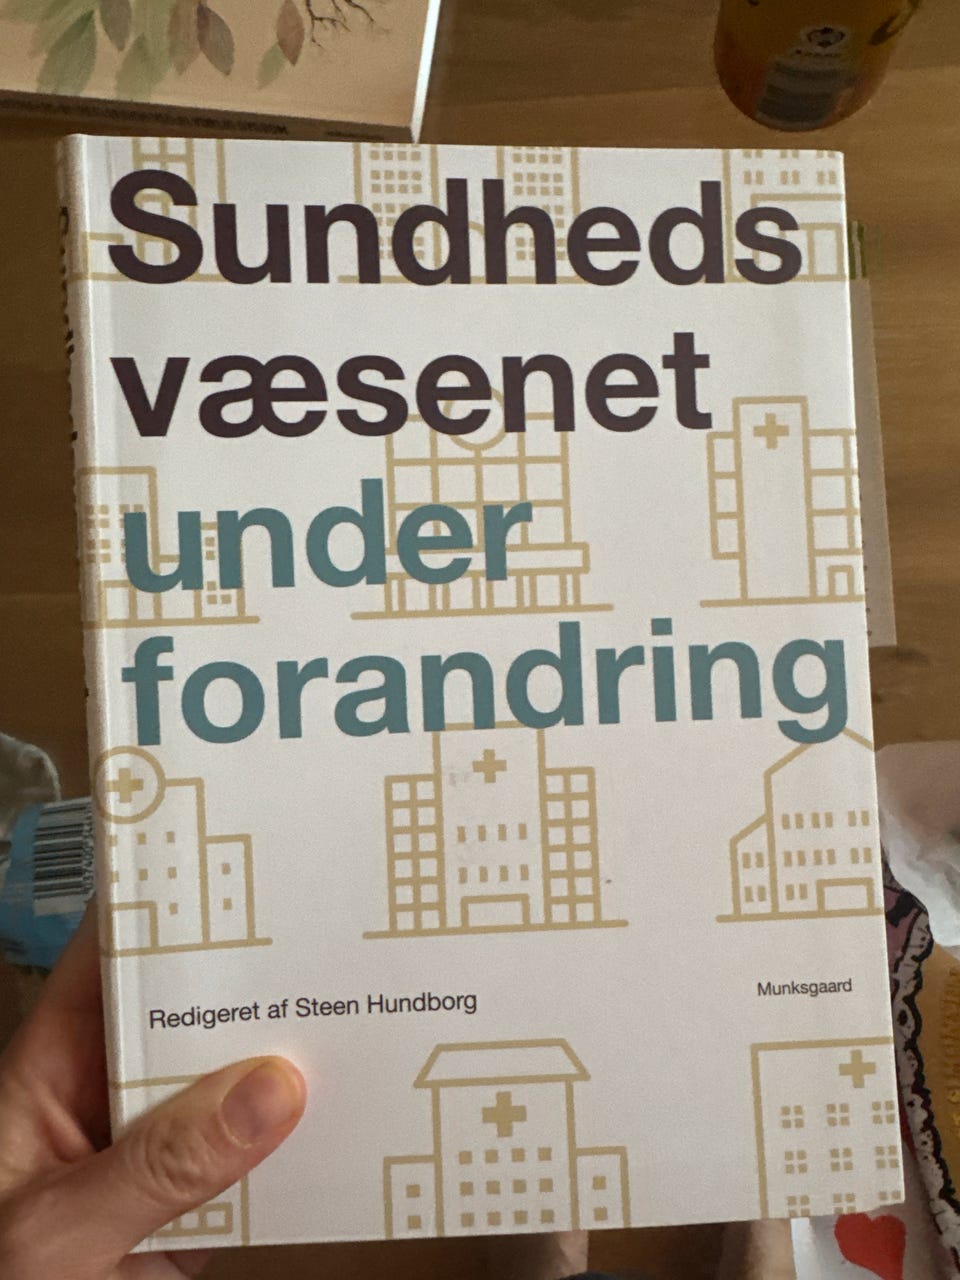 Sundheds
væsenet
under
forandring
Redigeret af Steen Hundborg
Munksgaard